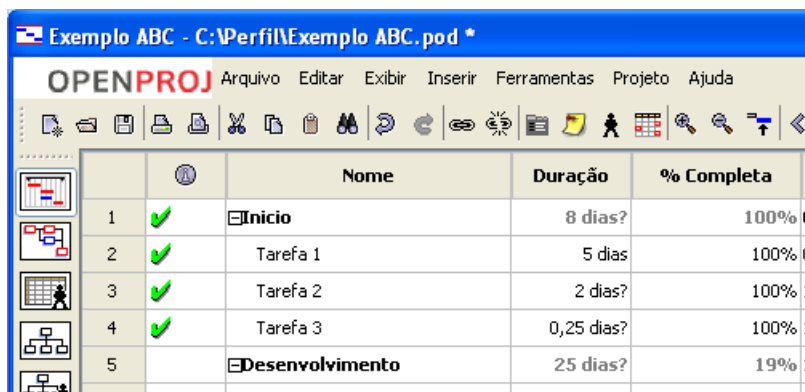 Exemplo ABC - C:\Perfil\Exemplo ABC.pod *
OPENPROJ Arquivo Editar Exibir Inserir Ferramentas Projeto Ajuda
Nome Duração % Completa
1 Inicio 8 dias? 100%
2 Tarefa 1 5 dias 100%
3 Tarefa 2 2 dias? 100%
4 Tarefa 3 0,25 dias? 100%
5 Desenvolvimento 25 dias? 19%